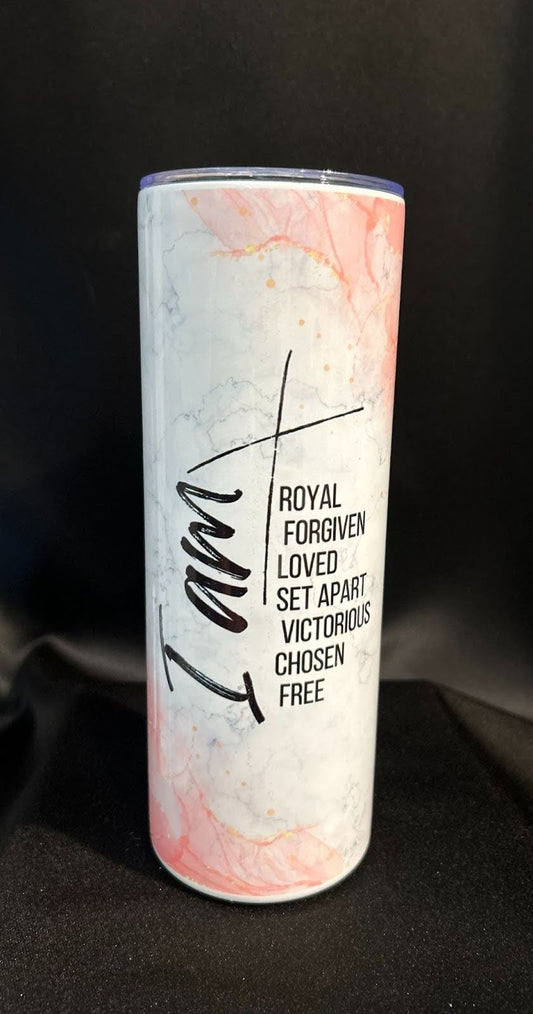 I am
ROYAL
FORGIVEN
LOVED
SET APART
VICTORIOUS
CHOSEN
FREE